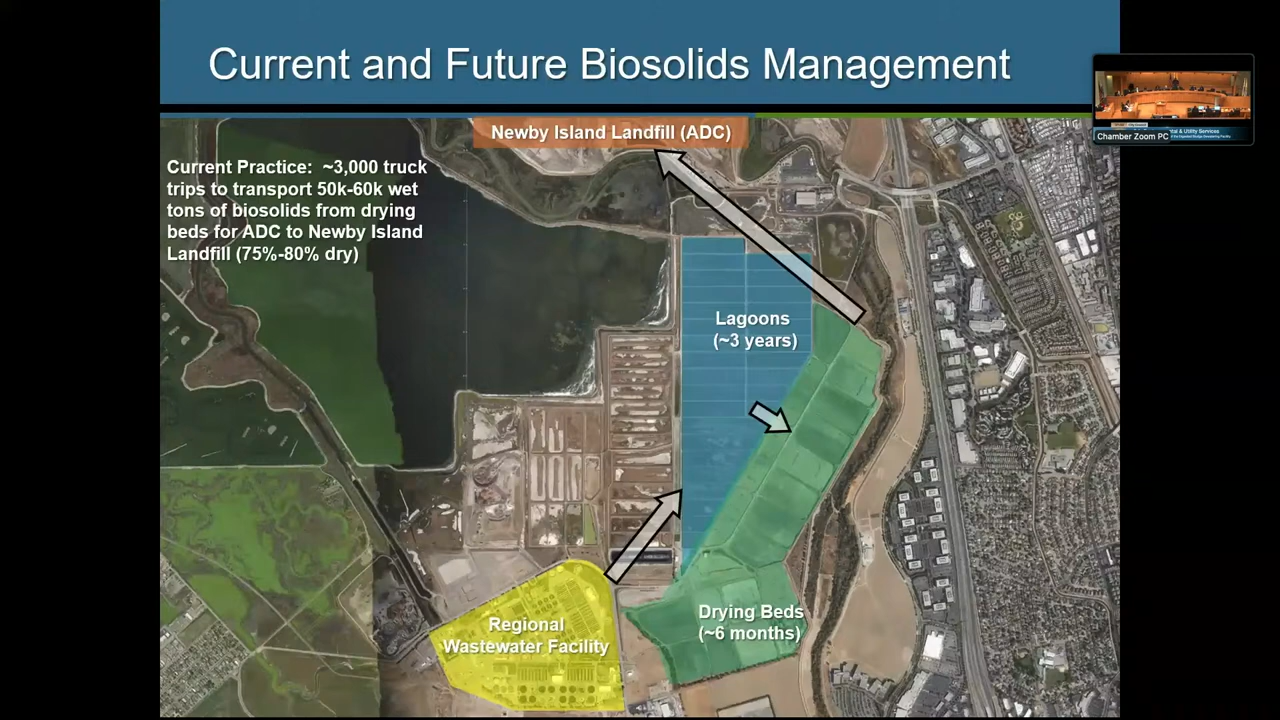 Current and Future Biosolids Management
Newby Island Landfill (ADC)
Current Practice: ~3,000 truck
trips to transport 50k-60k wet
tons of biosolids from drying
beds for ADC to Newby Island
Landfill (75%-80% dry)
Lagoons
(~3 years)
Drying Beds
(~6 months)
Regional
Wastewater Facility
Chamber Zoom PC
& Utility Services